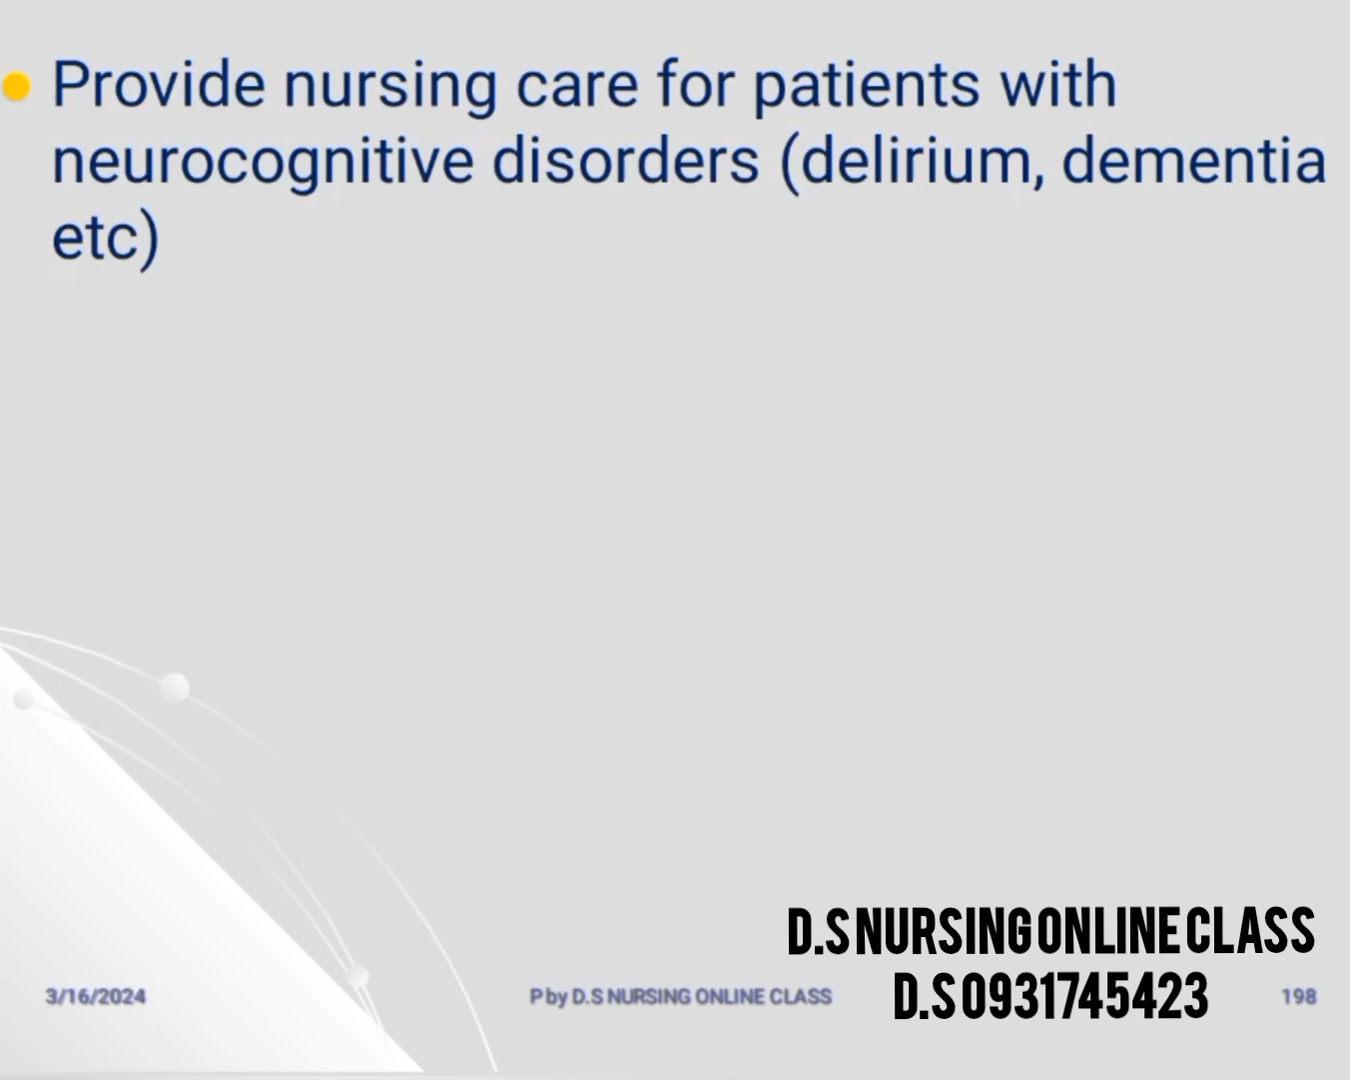 Provide nursing care for patients with
neurocognitive disorders (delirium, dementia
etc)
D.S NURSING ONLINE CLASS
D.S 0931745423
3/16/2024
P by D.S NURSING ONLINE CLASS
198